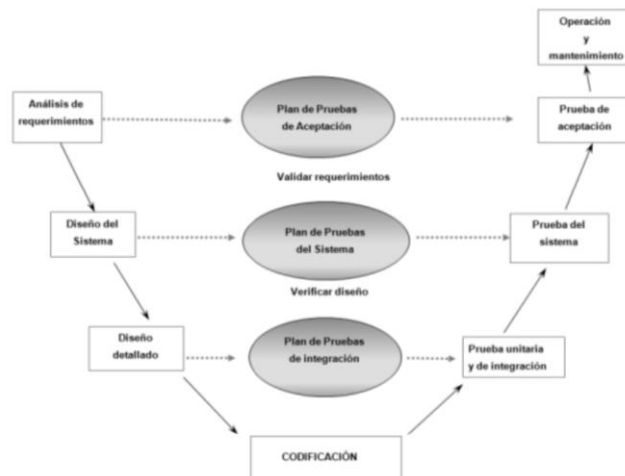 Operación
y
mantenimiento
Análisis de
requerimientos
Plan de Pruebas
de Aceptación
Prueba de
aceptación
Validar requerimientos
Diseño del
Sistema
Plan de Pruebas
del Sistema
Prueba del
sistema
Verificar diseño
Diseño
detallado
Plan de Pruebas
de integración
Prueba unitaria
y de integración
CODIFICACIÓN